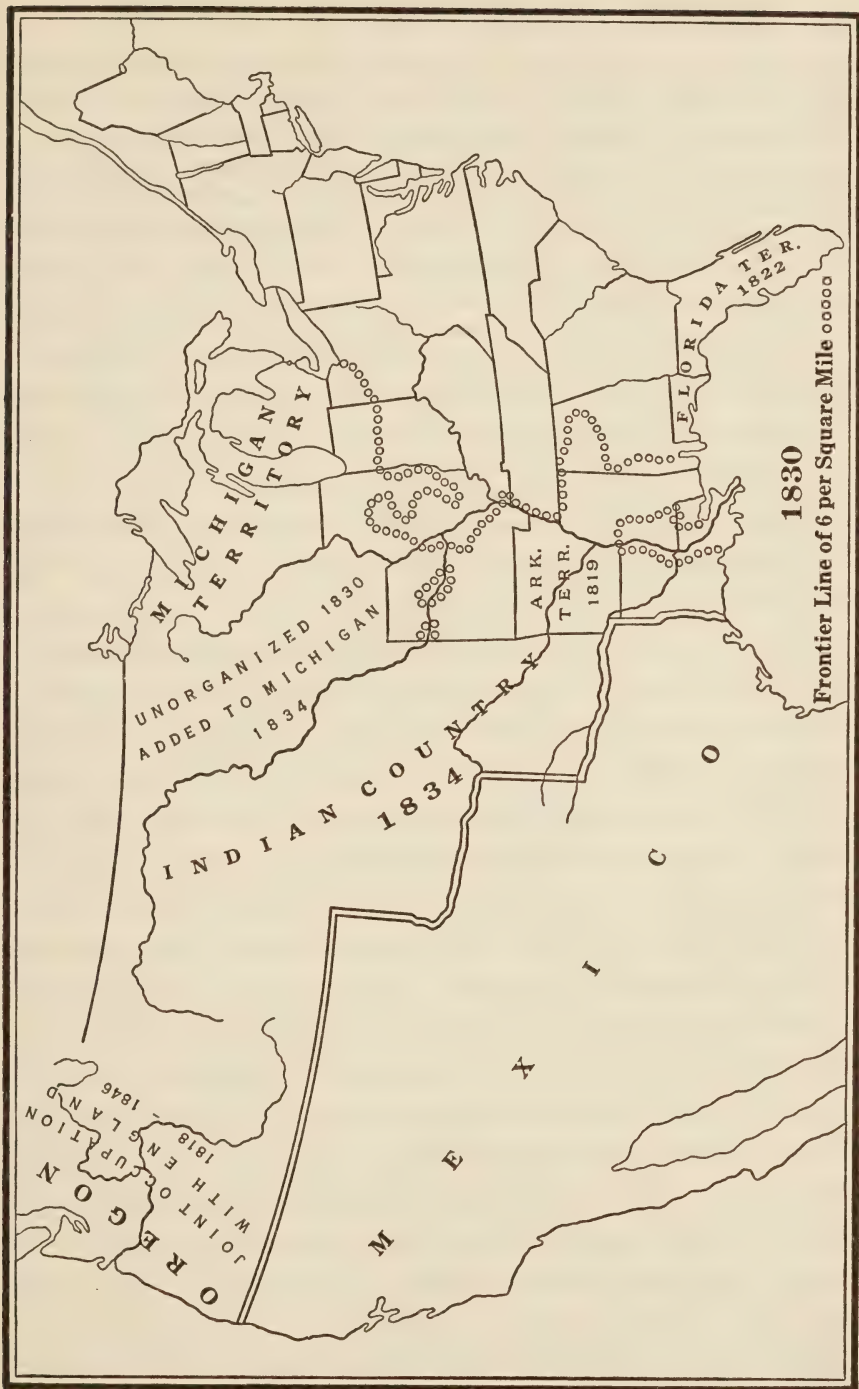 OREGON
JOINT OCCUPATION
WITH ENGLAND
1818 - 1846
MICHIGAN
TERRITORY
UNORGANIZED 1830
ADDED TO MICHIGAN
1834
INDIAN COUNTRY
1834
ARK.
TERR.
1819
MEXICO
FLORIDA TER.
1822
1830
Frontier Line of 6 per Square Mile ooooo